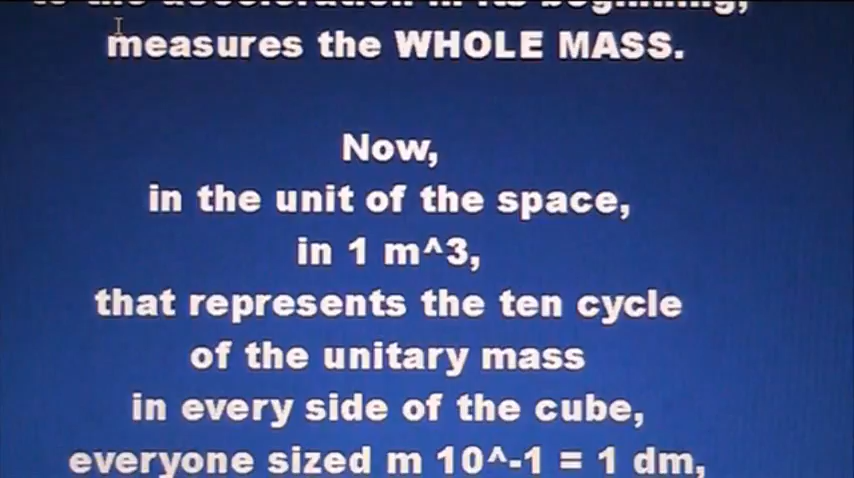 measures the WHOLE MASS.
Now,
in the unit of the space,
in 1 m^3,
that represents the ten cycle
of the unitary mass
in every side of the cube,
everyone sized m 10^-1 = 1 dm,